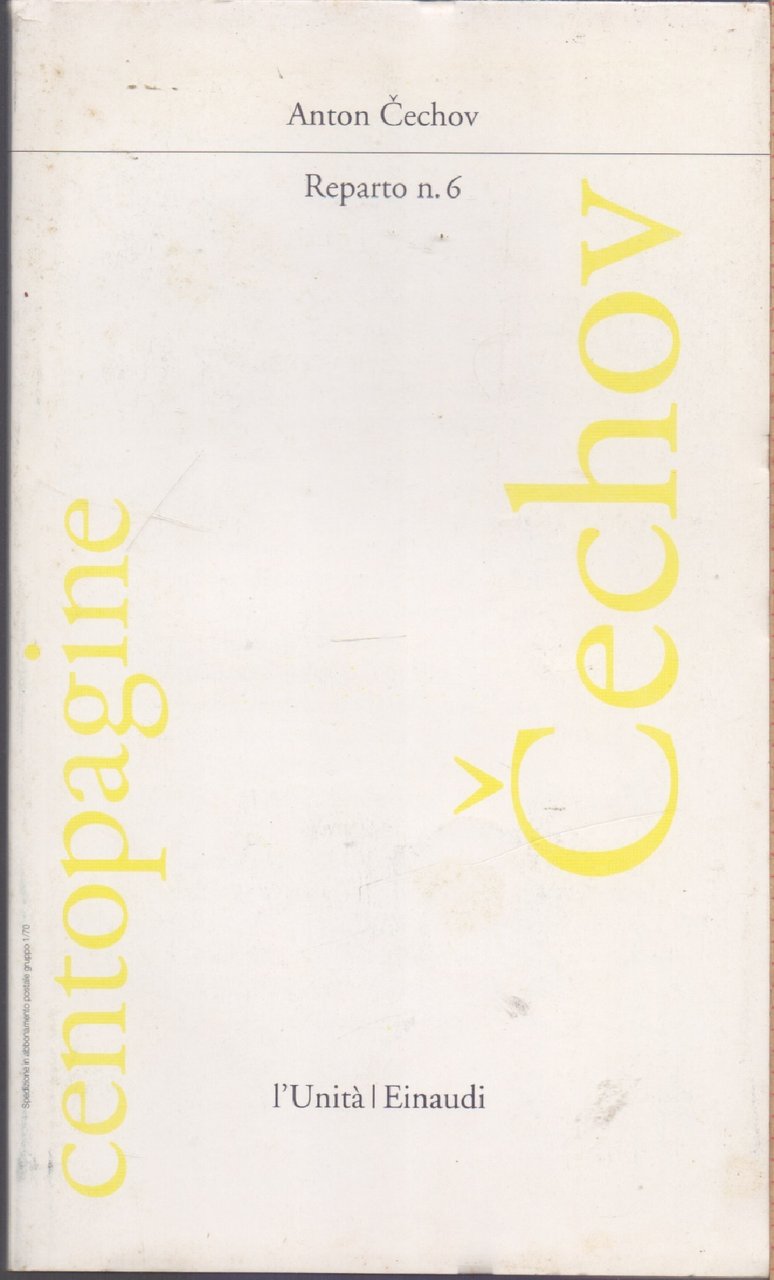 Anton Čechov
Reparto n. 6
Čechov
centopagine
Spedizione in abbonamento postale gruppo 1/70
l'Unità | Einaudi